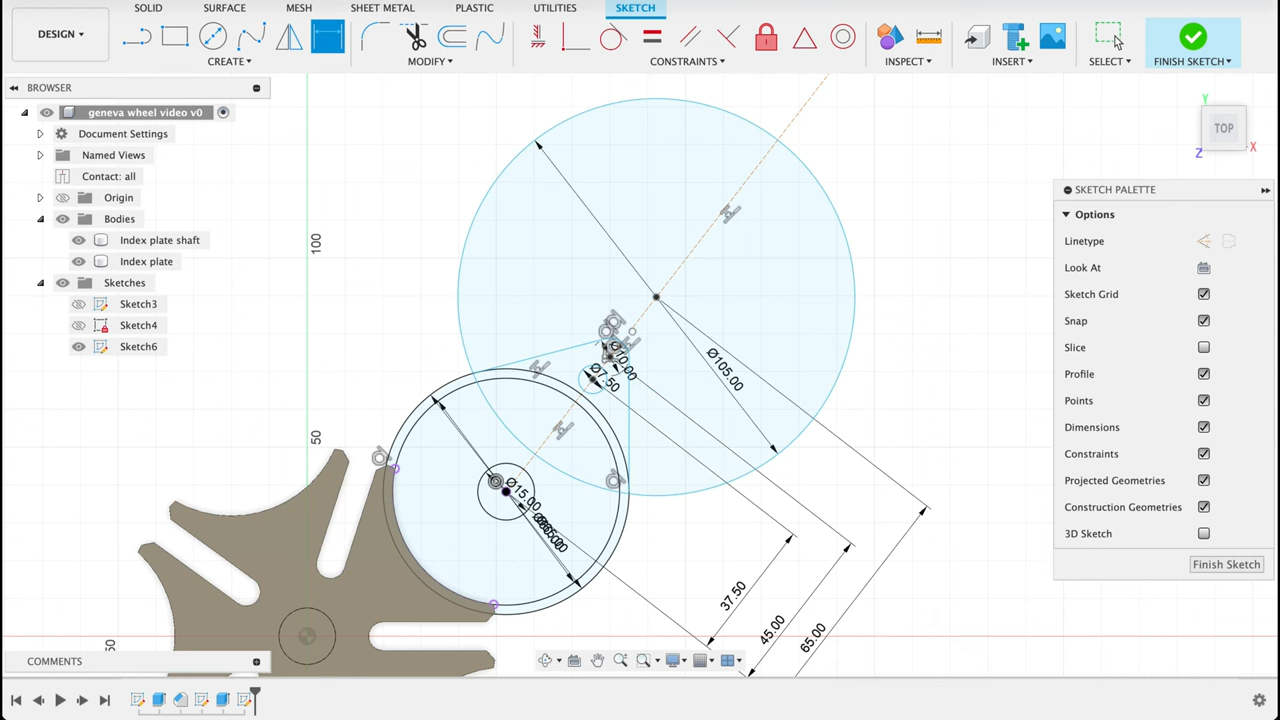 SOLID SURFACE MESH SHEET METAL PLASTIC UTILITIES SKETCH
DESIGN
CREATE MODIFY CONSTRAINTS INSPECT INSERT SELECT FINISH SKETCH
BROWSER
geneva wheel video v0
Document Settings
Named Views
Contact: all
Origin
Bodies
Index plate shaft
Index plate
Sketches
Sketch3
Sketch4
Sketch6
Y
TOP
X
Z
SKETCH PALETTE
Options
Linetype
Look At
Sketch Grid
Snap
Slice
Profile
Points
Dimensions
Constraints
Projected Geometries
Construction Geometries
3D Sketch
Finish Sketch
100
50
50
Ø10.00
Ø7.50
Ø105.00
Ø15.00
37.50
45.00
65.00
COMMENTS